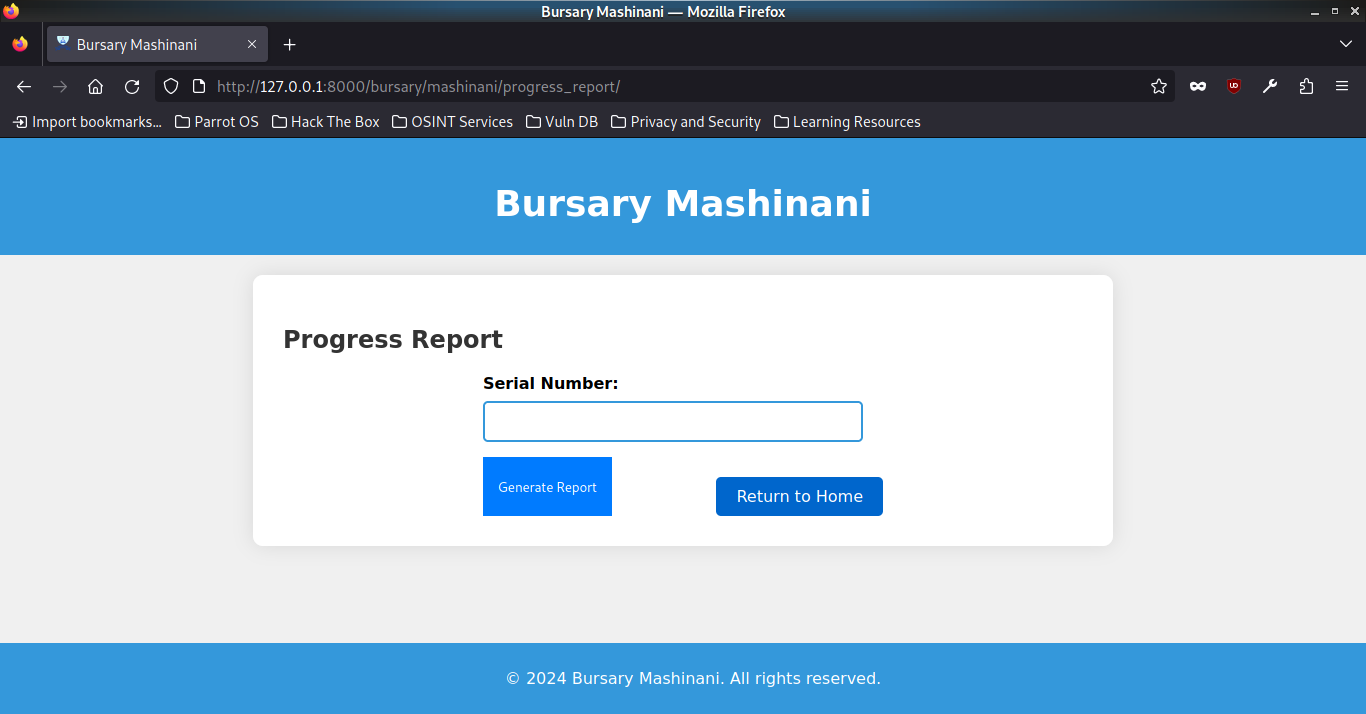 Bursary Mashinani — Mozilla Firefox
Bursary Mashinani
http://127.0.0.1:8000/bursary/mashinani/progress_report/
Import bookmarks... Parrot OS Hack The Box OSINT Services Vuln DB Privacy and Security Learning Resources
Bursary Mashinani
Progress Report
Serial Number:
Generate Report
Return to Home
© 2024 Bursary Mashinani. All rights reserved.